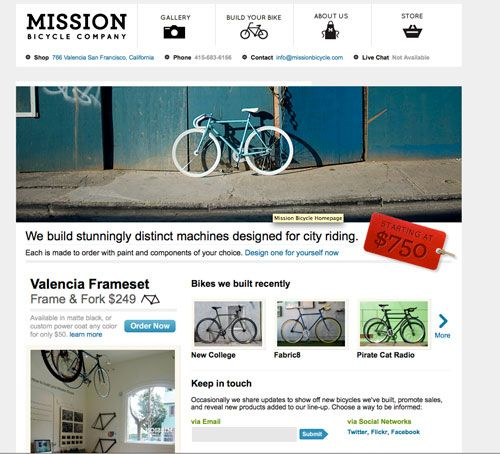 MISSION
BICYCLE COMPANY
GALLERY
BUILD YOUR BIKE
ABOUT US
STORE
Shop 766 Valencia San Francisco, California
Phone 415-683-6166
Contact info@missionbicycle.com
Live Chat Not Available
Mission Bicycle Homepage
STARTING AT
$750
We build stunningly distinct machines designed for city riding.
Each is made to order with paint and components of your choice. Design one for yourself now
Valencia Frameset
Frame & Fork $249
Available in matte black, or
custom power coat any color
for only $50. learn more
Order Now
Bikes we built recently
New College
Fabric8
Pirate Cat Radio
More
Keep in touch
Occasionally we share updates to show off new bicycles we've built, promote sales,
and reveal new products added to our line-up. Choose a way to be informed:
via Email
via Social Networks
Submit
Twitter, Flickr, Facebook